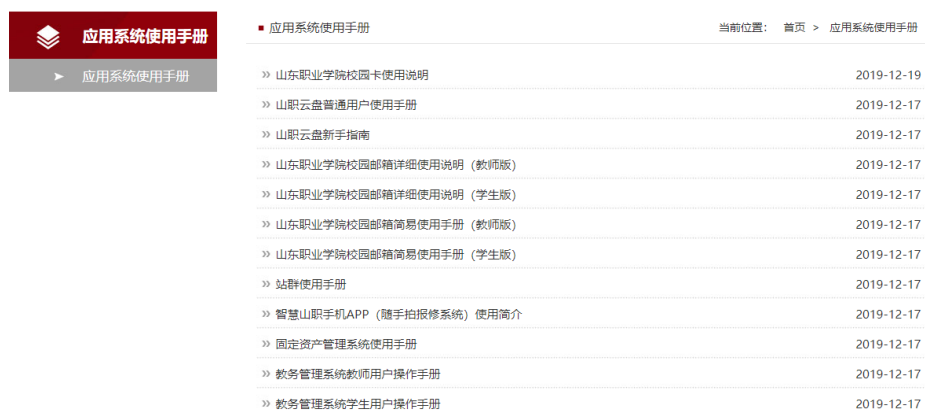 应用系统使用手册
➤ 应用系统使用手册
▪ 应用系统使用手册 当前位置： 首页 > 应用系统使用手册
» 山东职业学院校园卡使用说明 2019-12-19
» 山职云盘普通用户使用手册 2019-12-17
» 山职云盘新手指南 2019-12-17
» 山东职业学院校园邮箱详细使用说明（教师版） 2019-12-17
» 山东职业学院校园邮箱详细使用说明（学生版） 2019-12-17
» 山东职业学院校园邮箱简易使用手册（教师版） 2019-12-17
» 山东职业学院校园邮箱简易使用手册（学生版） 2019-12-17
» 站群使用手册 2019-12-17
» 智慧山职手机APP（随手拍报修系统）使用简介 2019-12-17
» 固定资产管理系统使用手册 2019-12-17
» 教务管理系统教师用户操作手册 2019-12-17
» 教务管理系统学生用户操作手册 2019-12-17